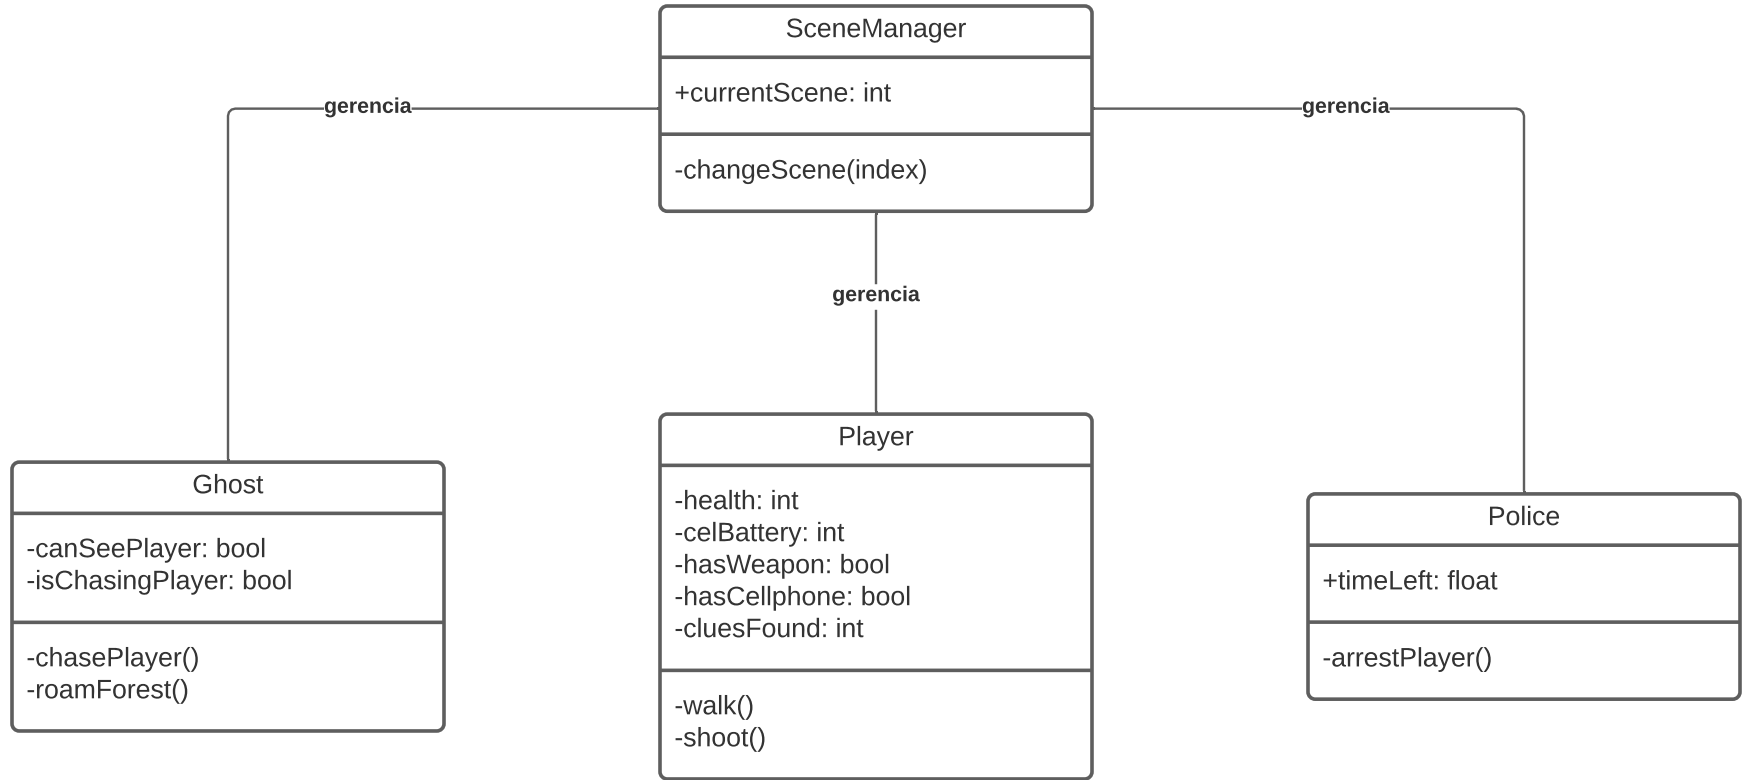 SceneManager
+currentScene: int
-changeScene(index)
gerencia
gerencia
gerencia
Ghost
-canSeePlayer: bool
-isChasingPlayer: bool
-chasePlayer()
-roamForest()
Player
-health: int
-celBattery: int
-hasWeapon: bool
-hasCellphone: bool
-cluesFound: int
-walk()
-shoot()
Police
+timeLeft: float
-arrestPlayer()